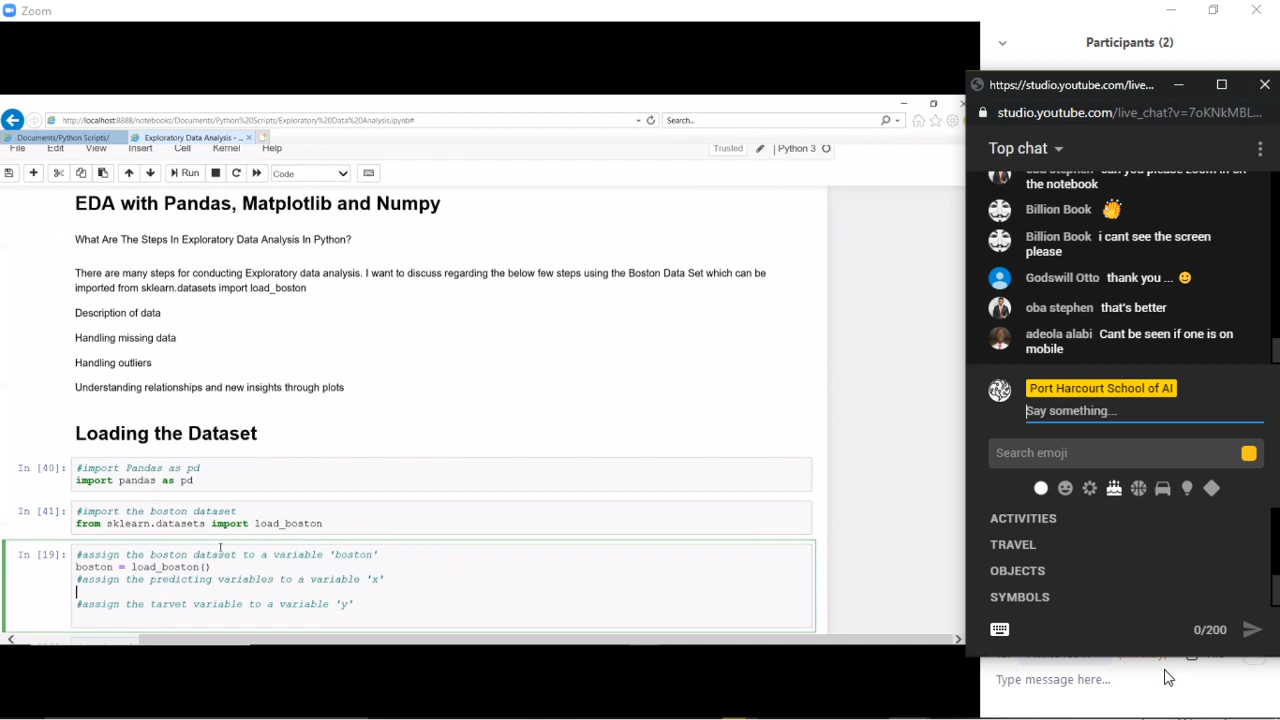 Zoom
Participants (2)
http://localhost:8888/notebooks/Documents/Python%20Scripts/Exploratory%20Data%20Analysis.ipynb#
Search...
Documents/Python Scripts/
Exploratory Data Analysis - ...
File Edit View Insert Cell Kernel Help
Trusted
Python 3
Run
Code
EDA with Pandas, Matplotlib and Numpy
What Are The Steps In Exploratory Data Analysis In Python?
There are many steps for conducting Exploratory data analysis. I want to discuss regarding the below few steps using the Boston Data Set which can be
imported from sklearn.datasets import load_boston
Description of data
Handling missing data
Handling outliers
Understanding relationships and new insights through plots
Loading the Dataset
In [40]: #import Pandas as pd
import pandas as pd
In [41]: #import the boston dataset
from sklearn.datasets import load_boston
In [19]: #assign the boston dataset to a variable 'boston'
boston = load_boston()
#assign the predicting variables to a variable 'x'
#assign the tarvet variable to a variable 'y'
https://studio.youtube.com/live...
studio.youtube.com/live_chat?v=7oKNkMBL...
Top chat
oba stephen can you please zoom in on
the notebook
Billion Book 👏
Billion Book i cant see the screen
please
Godswill Otto thank you ... 🙂
oba stephen that's better
adeola alabi Cant be seen if one is on
mobile
Port Harcourt School of AI
Say something...
Search emoji
ACTIVITIES
TRAVEL
OBJECTS
SYMBOLS
0/200
Type message here...